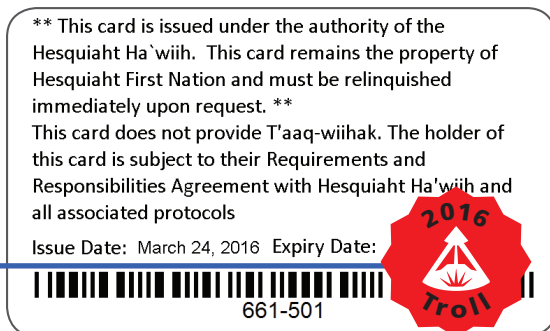 ** This card is issued under the authority of the
Hesquiaht Ha`wiih. This card remains the property of
Hesquiaht First Nation and must be relinquished
immediately upon request. **
This card does not provide T'aaq-wiihak. The holder of
this card is subject to their Requirements and
Responsibilities Agreement with Hesquiaht Ha'wiih and
all associated protocols
Issue Date: March 24, 2016 Expiry Date:
2016
Troll
661-501